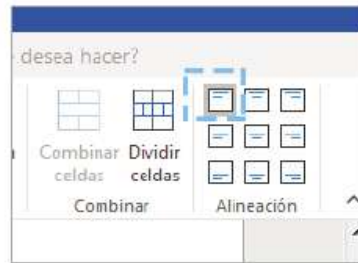 desea hacer?
Combinar celdas
Dividir celdas
Combinar
Alineación